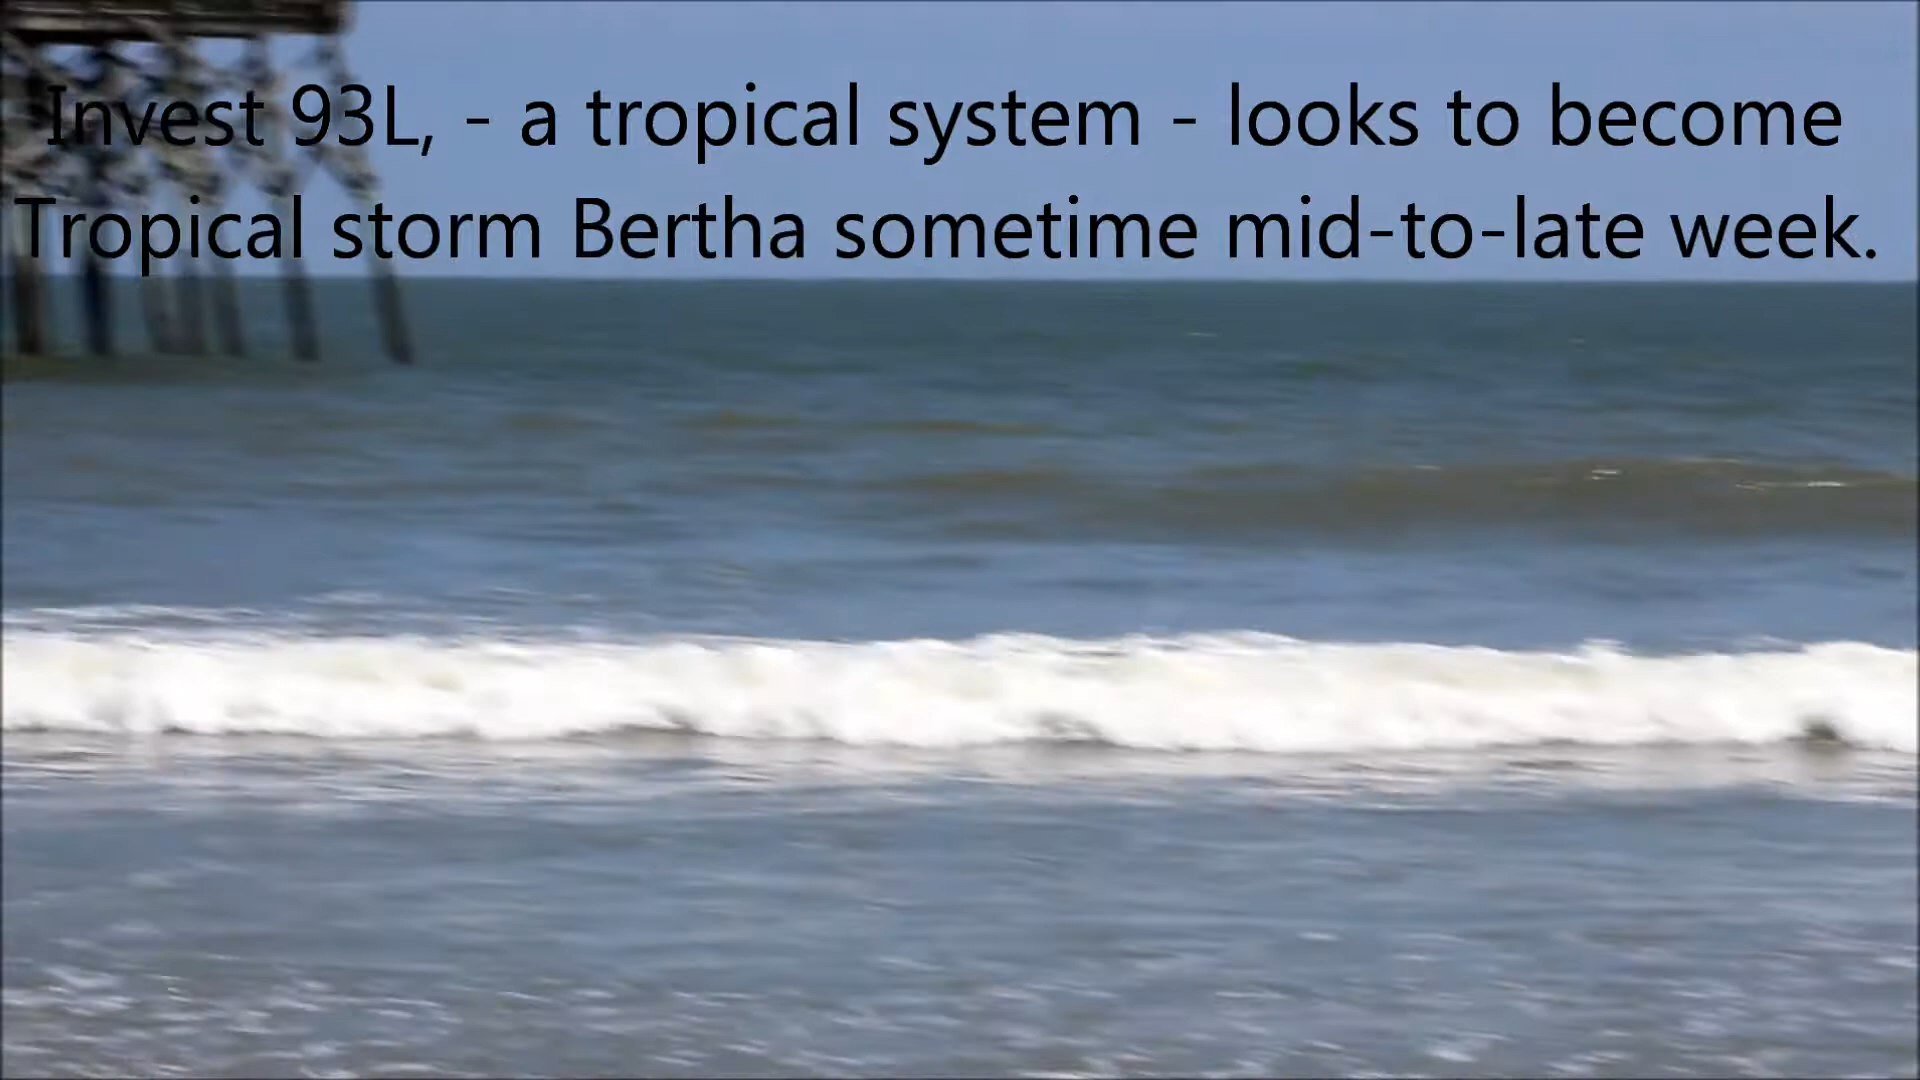 Invest 93L, - a tropical system - looks to become
Tropical storm Bertha sometime mid-to-late week.